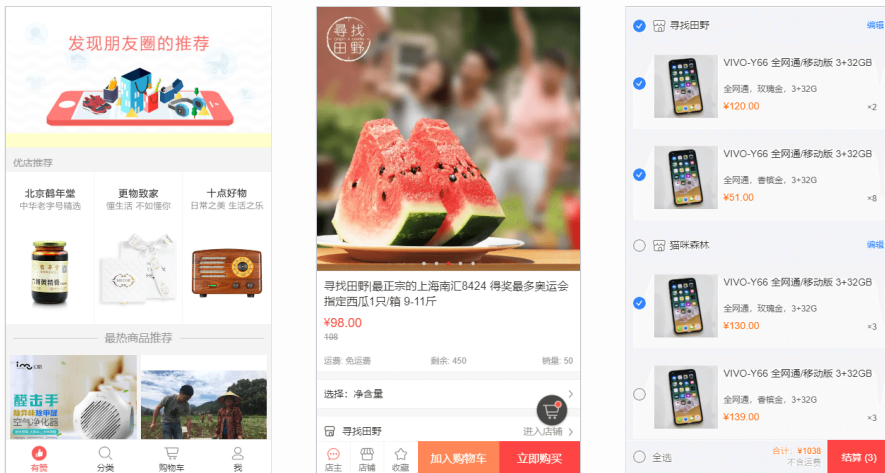 发现朋友圈的推荐
优店推荐
北京鹤年堂
中华老字号精选
更物致家
懂生活 不如懂你
十点好物
日常之美 生活之乐
最热商品推荐
醛击手
除异味除甲醛
空气净化器
有赞
分类
购物车
我
寻找
田野
寻找田野|最正宗的上海南汇8424 得奖最多奥运会
指定西瓜1只/箱 9-11斤
¥98.00
108
运费: 免运费
剩余: 450
销量: 50
选择：净含量
寻找田野
进入店铺
店主
店铺
收藏
加入购物车
立即购买
寻找田野
编辑
VIVO-Y66 全网通/移动版 3+32GB
全网通，玫瑰金，3+32G
¥120.00
×2
VIVO-Y66 全网通/移动版 3+32GB
全网通，香槟金，3+32G
¥51.00
×8
猫咪森林
编辑
VIVO-Y66 全网通/移动版 3+32GB
全网通，玫瑰金，3+32G
¥130.00
×3
VIVO-Y66 全网通/移动版 3+32GB
全网通，香槟金，3+32G
¥139.00
×3
全选
合计：¥1038
不含运费
结算 (3)